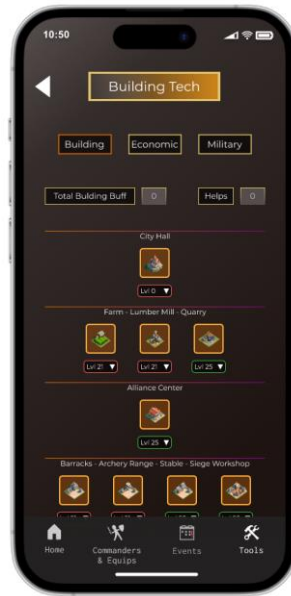 10:50
Building Tech
Building Economic Military
Total Bulding Buff 0 Helps 0
City Hall
Lvl 0
Farm - Lumber Mill - Quarry
Lvl 21 Lvl 21 Lvl 25
Alliance Center
Lvl 25
Barracks - Archery Range - Stable - Siege Workshop
Home Commanders & Equips Events Tools